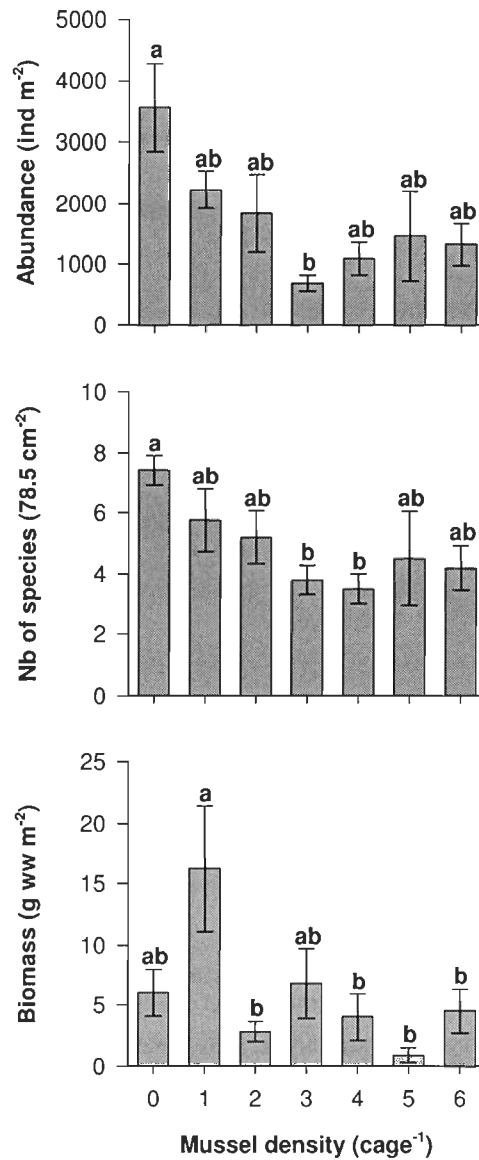 Abundance (ind m⁻²)
5000
4000
3000
2000
1000
0
a
ab
ab
b
ab
ab
ab
Nb of species (78.5 cm⁻²)
10
8
6
4
2
0
a
ab
ab
b
b
ab
ab
Biomass (g ww m⁻²)
25
20
15
10
5
0
ab
a
b
ab
b
b
b
0 1 2 3 4 5 6
Mussel density (cage⁻¹)